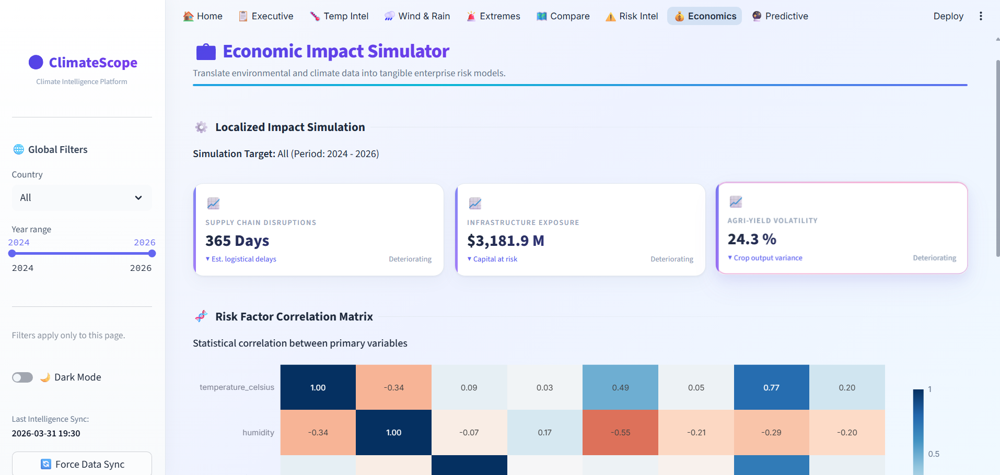 Home
Executive
Temp Intel
Wind & Rain
Extremes
Compare
Risk Intel
Economics
Predictive
Deploy
ClimateScope
Climate Intelligence Platform
Global Filters
Country
All
Year range
2024 2026
2024 2026
Filters apply only to this page.
Dark Mode
Last Intelligence Sync:
2026-03-31 19:30
Force Data Sync
Economic Impact Simulator
Translate environmental and climate data into tangible enterprise risk models.
Localized Impact Simulation
Simulation Target: All (Period: 2024 - 2026)
SUPPLY CHAIN DISRUPTIONS
365 Days
▼ Est. logistical delays Deteriorating
INFRASTRUCTURE EXPOSURE
$3,181.9 M
▼ Capital at risk Deteriorating
AGRI-YIELD VOLATILITY
24.3 %
▼ Crop output variance Deteriorating
Risk Factor Correlation Matrix
Statistical correlation between primary variables
temperature_celsius 1.00 -0.34 0.09 0.03 0.49 0.05 0.77 0.20
humidity -0.34 1.00 -0.07 0.17 -0.55 -0.21 -0.29 -0.20
1
0.5